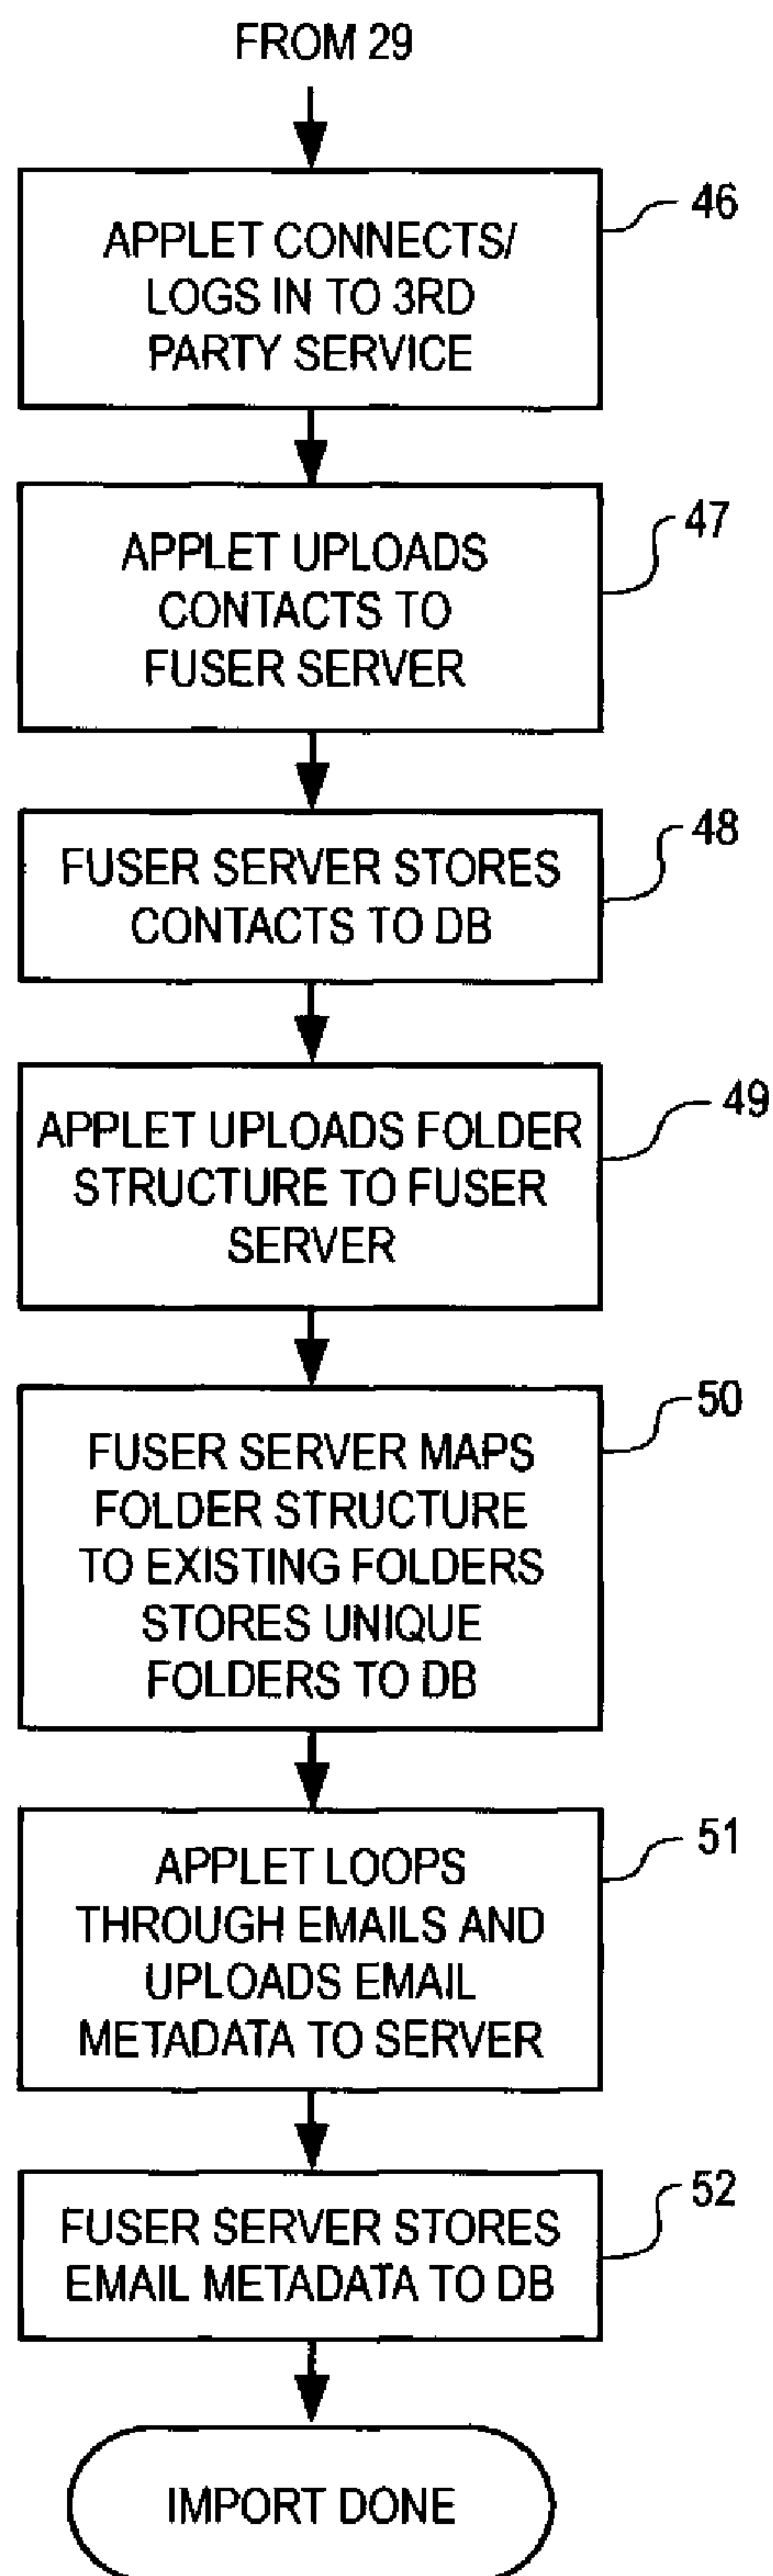 FROM 29
APPLET CONNECTS/
LOGS IN TO 3RD
PARTY SERVICE
46
APPLET UPLOADS
CONTACTS TO
FUSER SERVER
47
FUSER SERVER STORES
CONTACTS TO DB
48
APPLET UPLOADS FOLDER
STRUCTURE TO FUSER
SERVER
49
FUSER SERVER MAPS
FOLDER STRUCTURE
TO EXISTING FOLDERS
STORES UNIQUE
FOLDERS TO DB
50
APPLET LOOPS
THROUGH EMAILS AND
UPLOADS EMAIL
METADATA TO SERVER
51
FUSER SERVER STORES
EMAIL METADATA TO DB
52
IMPORT DONE